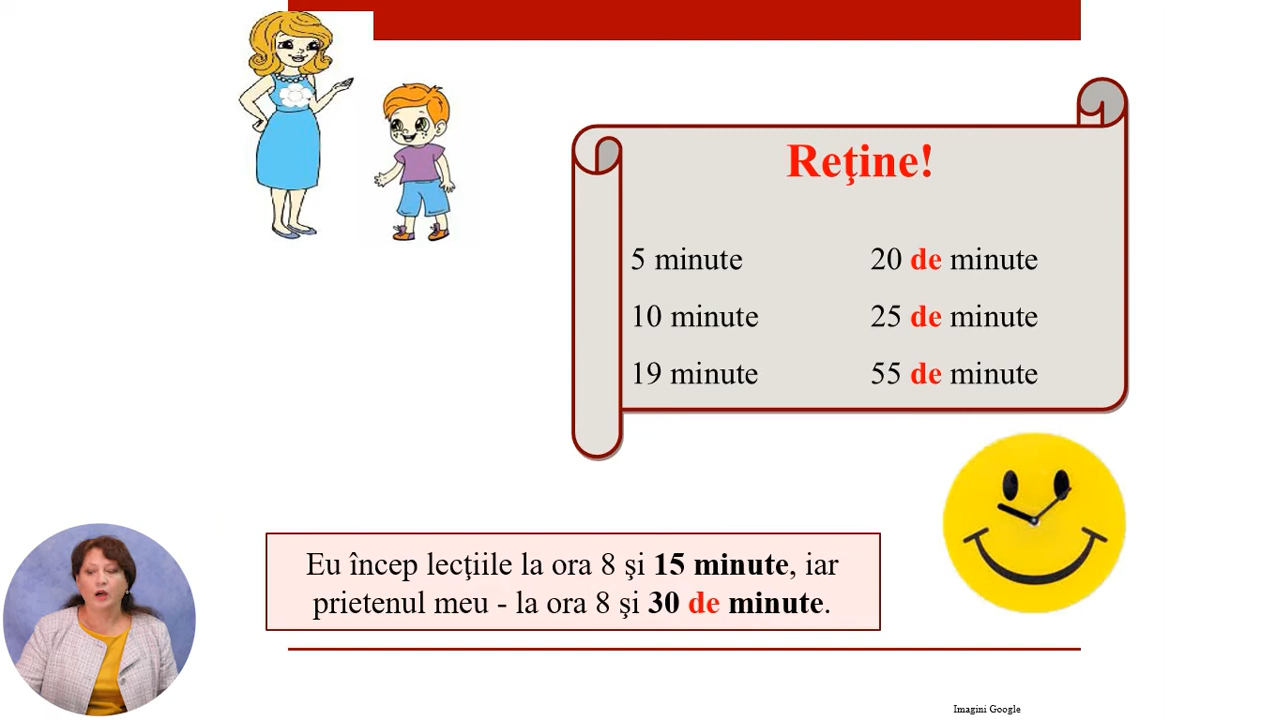 Reţine!
5 minute 20 de minute
10 minute 25 de minute
19 minute 55 de minute
Eu încep lecţiile la ora 8 şi 15 minute, iar
prietenul meu - la ora 8 şi 30 de minute.
Imagini Google